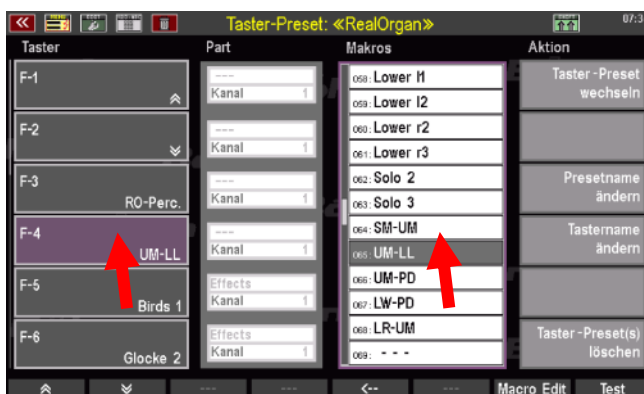 Taster-Preset: «RealOrgan»
07:3
Taster
Part
Makros
Aktion
F-1
F-2
F-3
RO-Perc.
F-4
UM-LL
F-5
Birds 1
F-6
Glocke 2
---
Kanal 1
---
Kanal 1
---
Kanal 1
---
Kanal 1
Effects
Kanal 1
Effects
Kanal 1
058: Lower l1
059: Lower l2
060: Lower r2
061: Lower r3
062: Solo 2
063: Solo 3
064: SM-UM
065: UM-LL
066: UM-PD
067: LW-PD
068: LR-UM
069: - - -
Taster-Preset
wechseln
Presetname
ändern
Tastername
ändern
Taster-Preset(s)
löschen
--- --- <-- --- Macro Edit Test